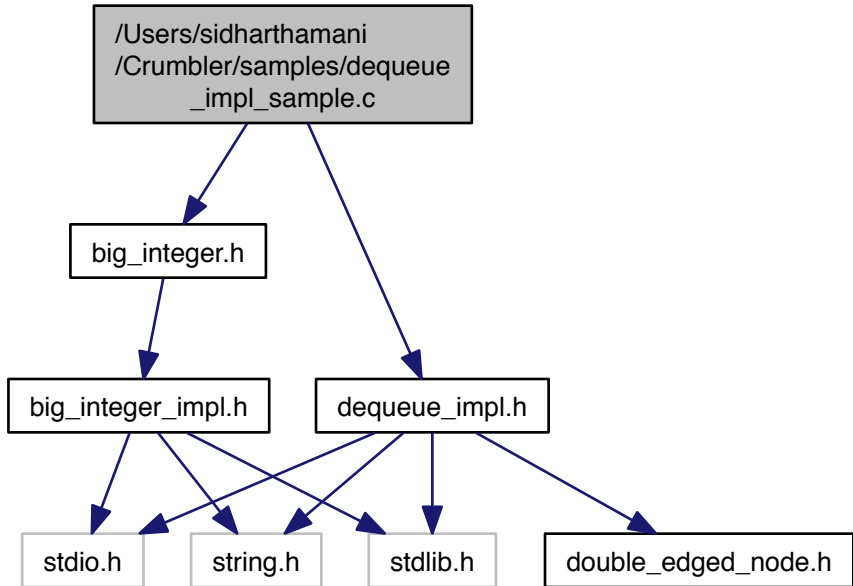 /Users/sidharthamani
/Crumbler/samples/dequeue
_impl_sample.c
big_integer.h
big_integer_impl.h
dequeue_impl.h
stdio.h
string.h
stdlib.h
double_edged_node.h